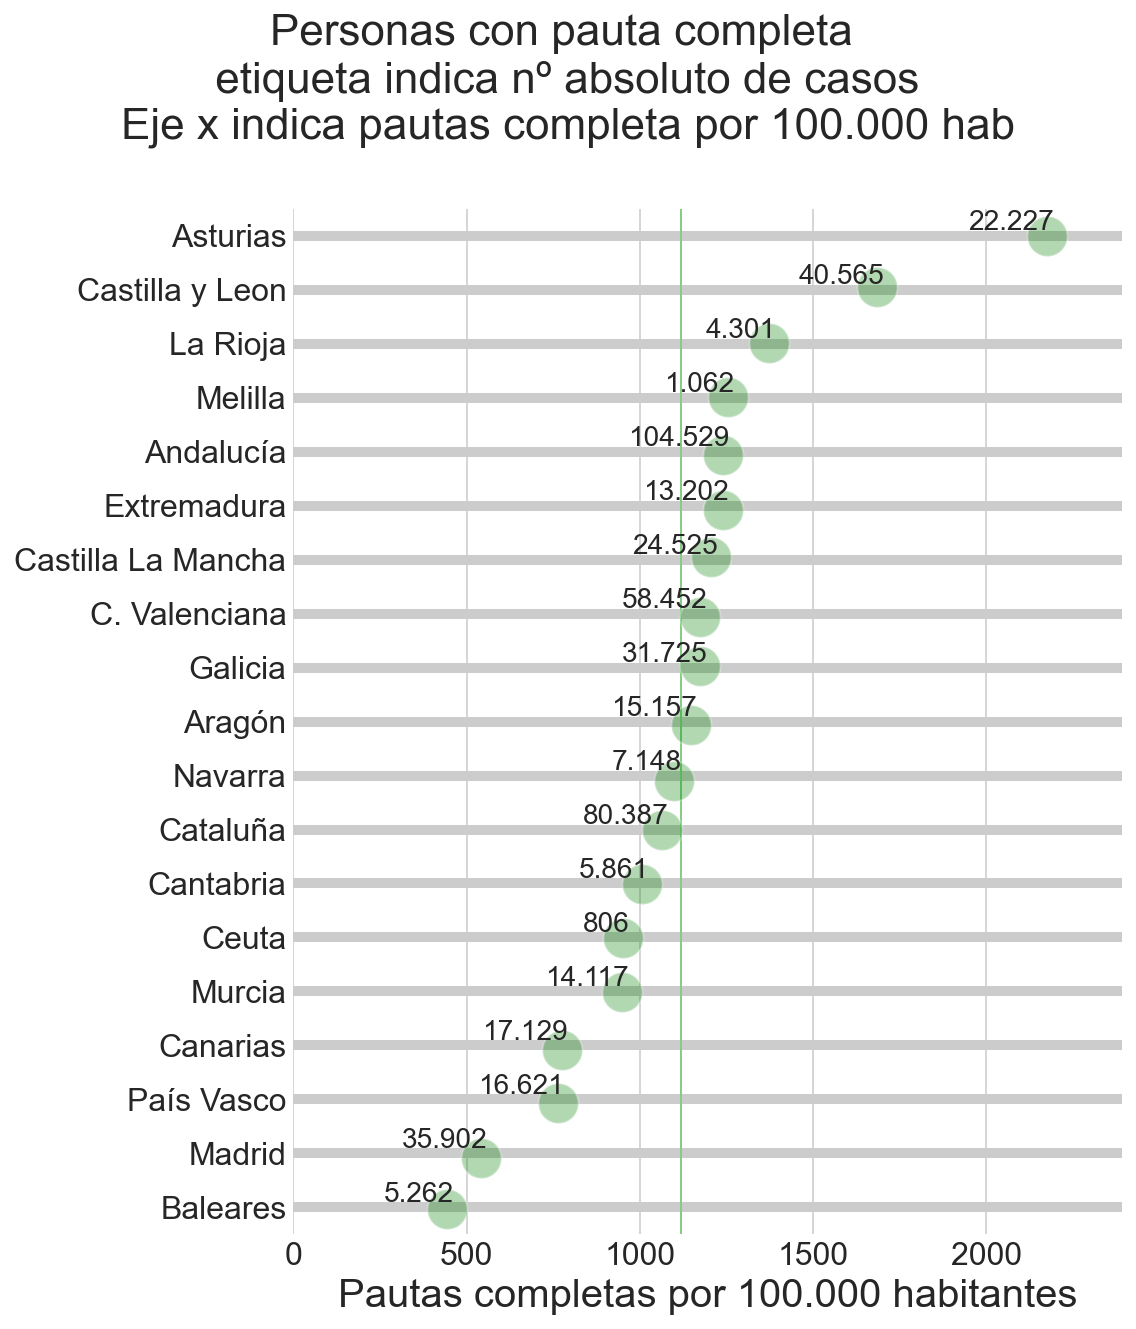 Personas con pauta completa
etiqueta indica nº absoluto de casos
Eje x indica pautas completa por 100.000 hab
Asturias 22.227
Castilla y Leon 40.565
La Rioja 4.301
Melilla 1.062
Andalucía 104.529
Extremadura 13.202
Castilla La Mancha 24.525
C. Valenciana 58.452
Galicia 31.725
Aragón 15.157
Navarra 7.148
Cataluña 80.387
Cantabria 5.861
Ceuta 806
Murcia 14.117
Canarias 17.129
País Vasco 16.621
Madrid 35.902
Baleares 5.262
0 500 1000 1500 2000
Pautas completas por 100.000 habitantes